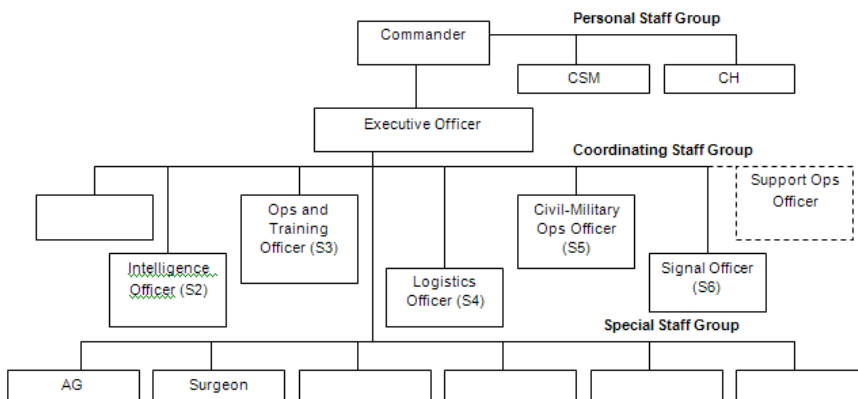 Personal Staff Group
Commander
CSM
CH
Executive Officer
Coordinating Staff Group
Support Ops
Officer
Ops and
Training
Officer (S3)
Civil-Military
Ops Officer
(S5)
Intelligence
Officer (S2)
Logistics
Officer (S4)
Signal Officer
(S6)
Special Staff Group
AG
Surgeon